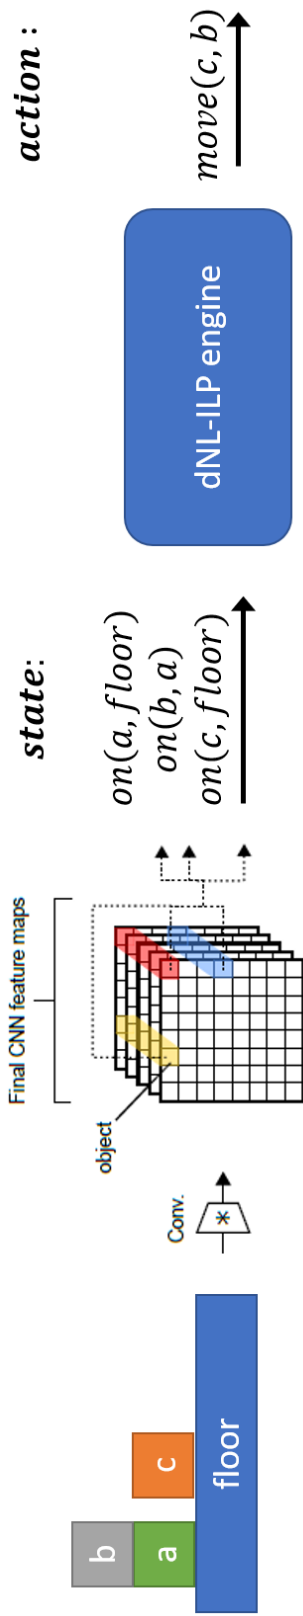 b
a
c
floor
Conv.
*
Final CNN feature maps
object
state:
on(a, floor)
on(b, a)
on(c, floor)
dNL-ILP engine
action :
move(c, b)